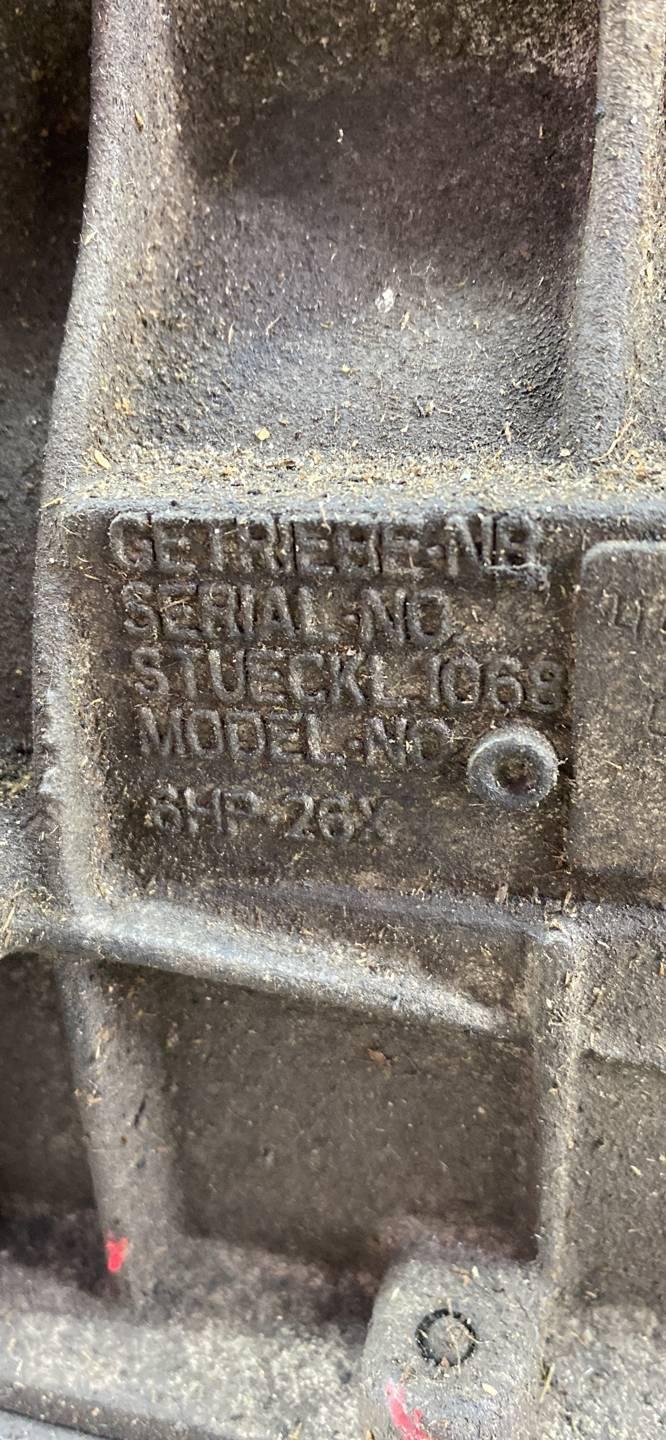 GETRIEBE-NR
SERIAL-NO.
STUECKL.1068
MODEL-NO
6HP-26X